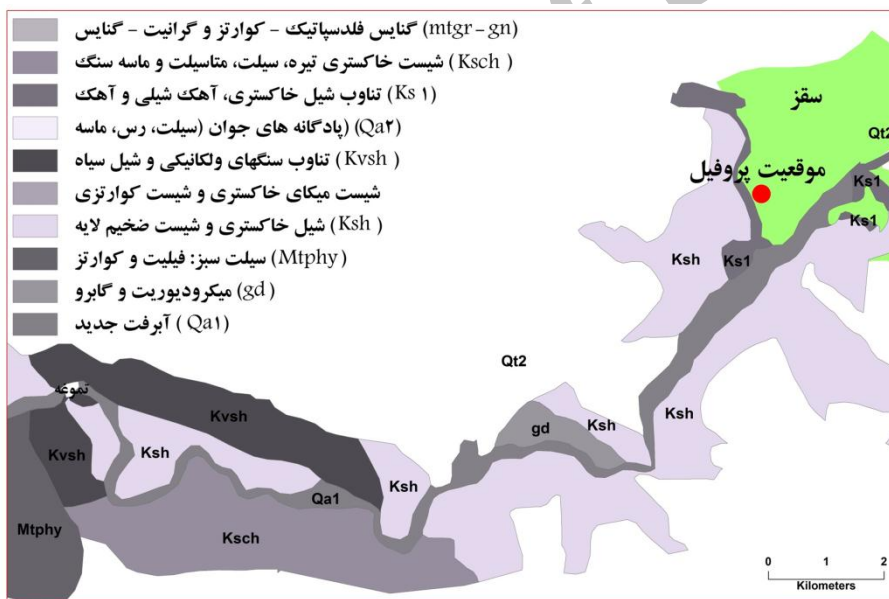 گنایس فلدسپاتیک - کوارتز و گرانیت - گنایس (mtgr-gn)
شیست خاکستری تیره، سیلت، متاسیلت و ماسه سنگ (Ksch)
تناوب شیل خاکستری، آهک شیلی و آهک (Ks 1)
پادگانه های جوان (سیلت، رس، ماسه (Qa۲)
تناوب سنگهای ولکانیکی و شیل سیاه (Kvsh)
شیست میکای خاکستری و شیست کوارتزی
شیل خاکستری و شیست ضخیم لایه (Ksh)
سیلت سبز: فیلیت و کوارتز (Mtphy)
میکرودیوریت و گابرو (gd)
آبرفت جدید (Qa۱)
سقز
Qt2
موقعیت پروفیل
Ks1
Ks1
Ksh
Ks1
Qt2
تموغه
Kvsh
Ksh
gd
Ksh
Kvsh
Ksh
Ksh
Qa1
Mtphy
Ksch
0 1 2
Kilometers